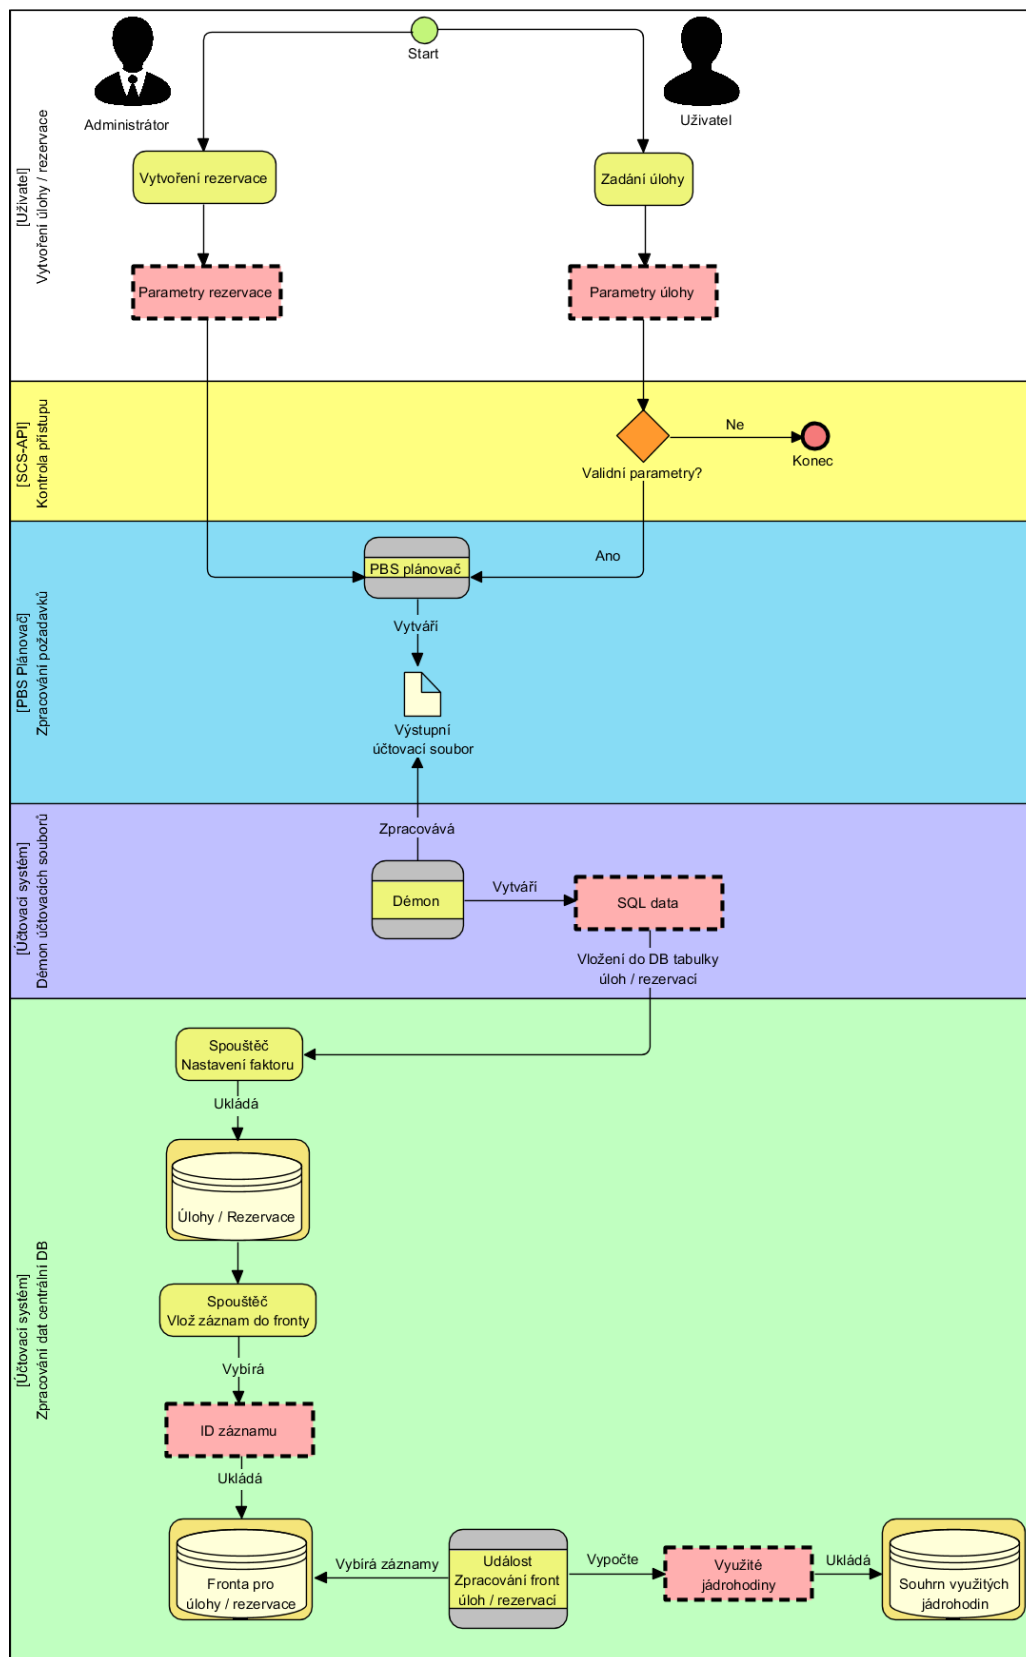 Start
Administrátor
Uživatel
[Uživatel]
Vytvoření úlohy / rezervace
Vytvoření rezervace
Zadání úlohy
Parametry rezervace
Parametry úlohy
[SCS-API]
Kontrola přístupu
Validní parametry?
Ne
Konec
[PBS Plánovač]
Zpracování požadavků
PBS plánovač
Ano
Vytváří
Výstupní
účtovací soubor
[Účtovací systém]
Démon účtovacích souborů
Zpracovává
Démon
Vytváří
SQL data
Vložení do DB tabulky
úloh / rezervací
[Účtovací systém]
Zpracování dat centrální DB
Spouštěč
Nastavení faktoru
Ukládá
Úlohy / Rezervace
Spouštěč
Vlož záznam do fronty
Vybírá
ID záznamu
Ukládá
Fronta pro
úlohy / rezervace
Vybírá záznamy
Událost
Zpracování front
úloh / rezervací
Vypočte
Využité
jádrohodiny
Ukládá
Souhrn využitých
jádrohodin